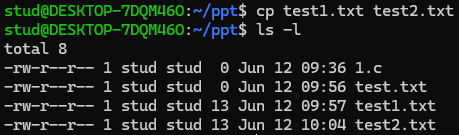 stud@DESKTOP-7DQM46O:~/ppt$ cp test1.txt test2.txt
stud@DESKTOP-7DQM46O:~/ppt$ ls -l
total 8
-rw-r--r-- 1 stud stud  0 Jun 12 09:36 1.c
-rw-r--r-- 1 stud stud  0 Jun 12 09:56 test.txt
-rw-r--r-- 1 stud stud 13 Jun 12 09:57 test1.txt
-rw-r--r-- 1 stud stud 13 Jun 12 10:04 test2.txt